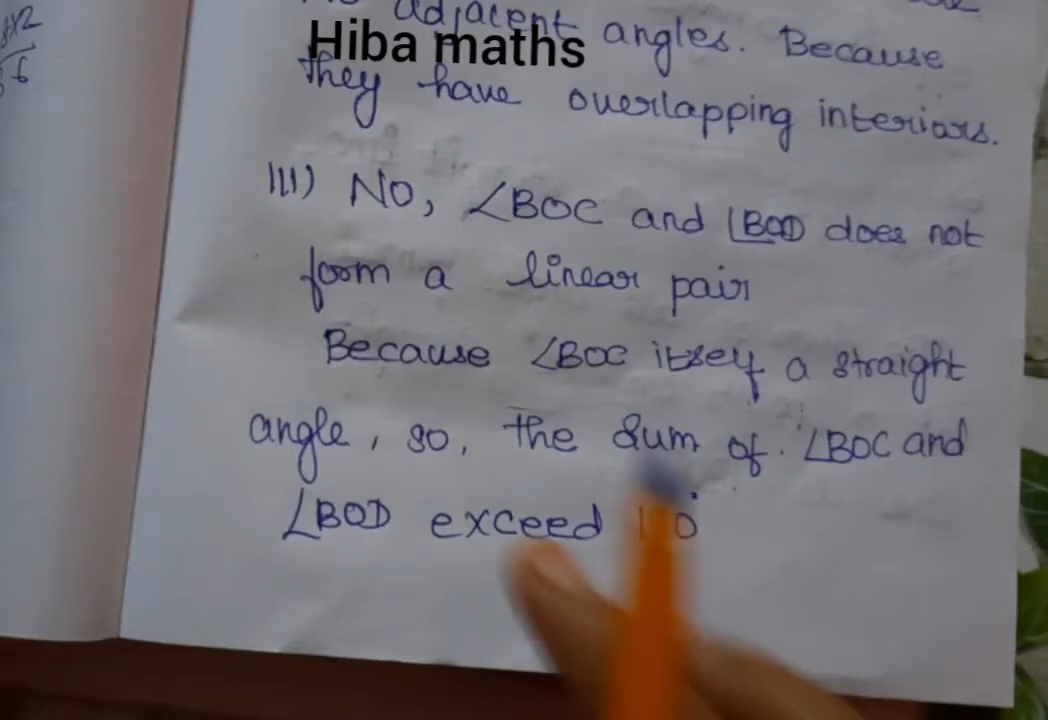 adjacent angles. Because
Hiba maths
they have overlapping interiors.
III) No, ∠BOC and ∠BOD does not
form a linear pair
Because ∠BOC itself a straight
angle, so, the sum of ∠BOC and
∠BOD exceed